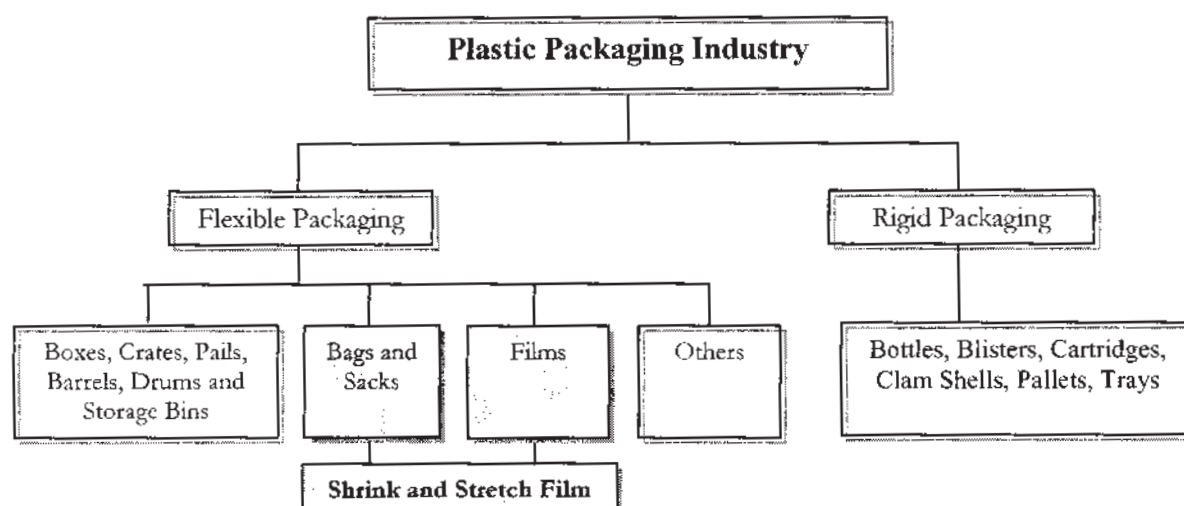 Plastic Packaging Industry
Flexible Packaging
Rigid Packaging
Boxes, Crates, Pails,
Barrels, Drums and
Storage Bins
Bags and
Sacks
Films
Others
Bottles, Blisters, Cartridges,
Clam Shells, Pallets, Trays
Shrink and Stretch Film